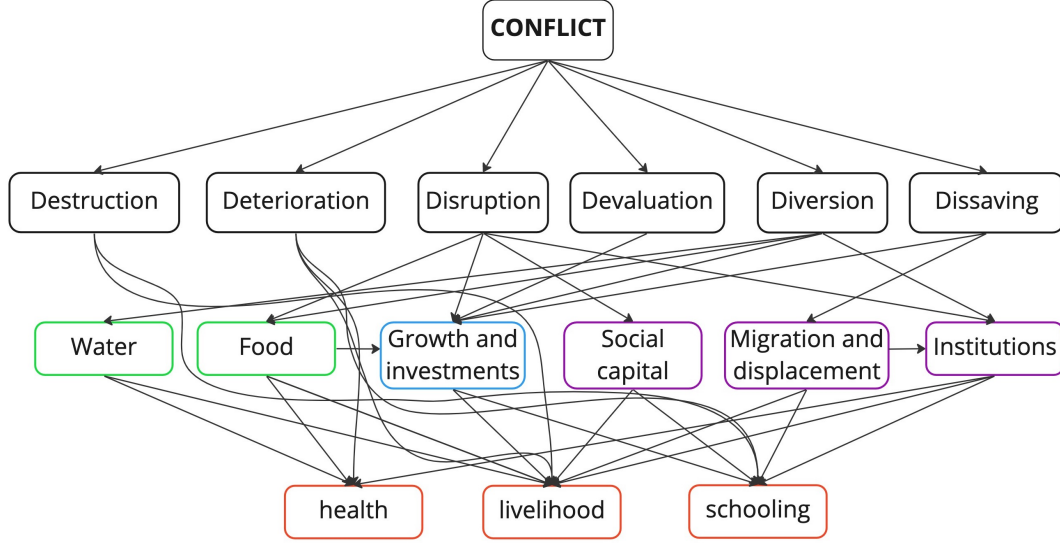 CONFLICT
Destruction
Deterioration
Disruption
Devaluation
Diversion
Dissaving
Water
Food
Growth and
investments
Social
capital
Migration and
displacement
Institutions
health
livelihood
schooling